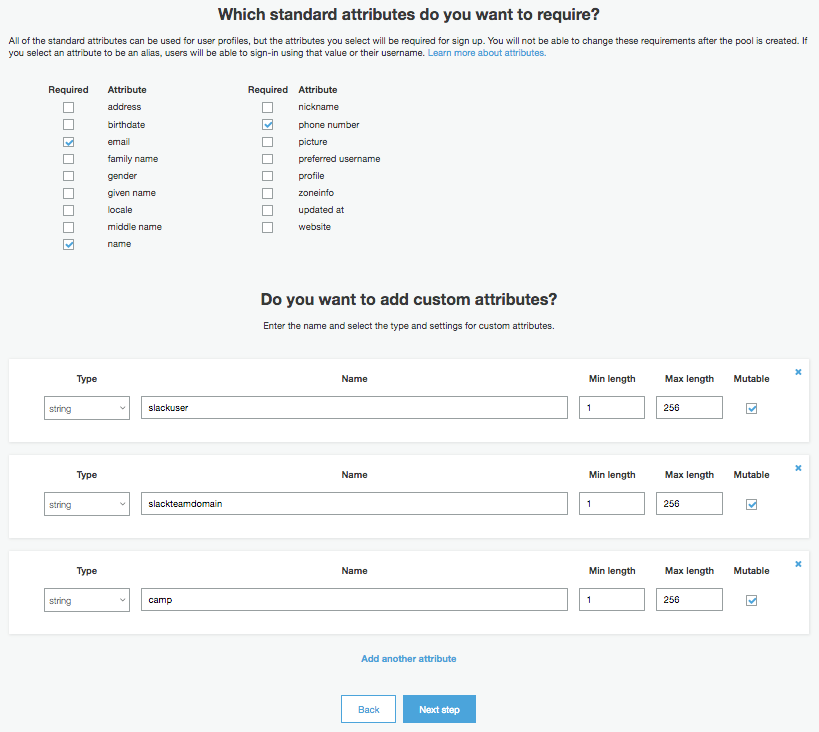 Which standard attributes do you want to require?
All of the standard attributes can be used for user profiles, but the attributes you select will be required for sign up. You will not be able to change these requirements after the pool is created. If
you select an attribute to be an alias, users will be able to sign-in using that value or their username. Learn more about attributes.
Required Attribute Required Attribute
address nickname
birthdate phone number
email picture
family name preferred username
gender profile
given name zoneinfo
locale updated at
middle name website
name
Do you want to add custom attributes?
Enter the name and select the type and settings for custom attributes.
Type Name Min length Max length Mutable
string slackuser 1 256
Type Name Min length Max length Mutable
string slackteamdomain 1 256
Type Name Min length Max length Mutable
string camp 1 256
Add another attribute
Back Next step